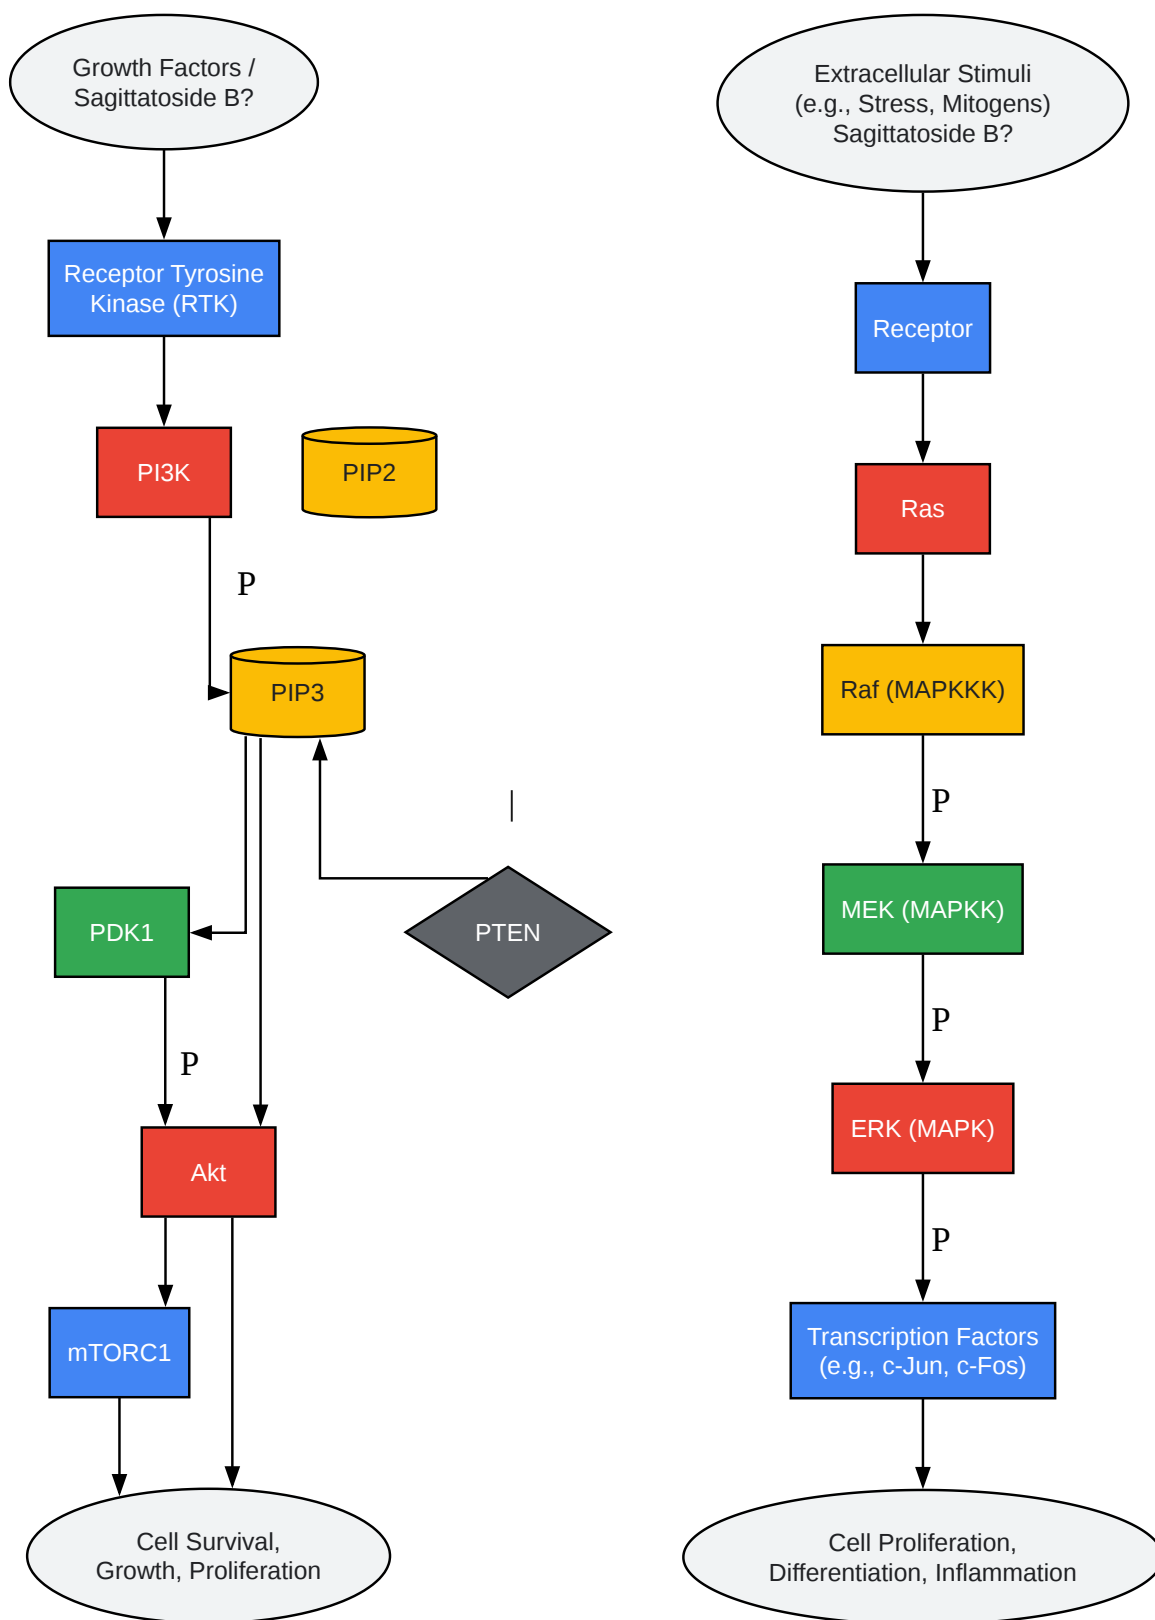 Growth Factors /
Sagittatoside B?
Receptor Tyrosine
Kinase (RTK)
PI3K
PIP2
P
PIP3
|
PDK1
PTEN
P
Akt
mTORC1
Cell Survival,
Growth, Proliferation
Extracellular Stimuli
(e.g., Stress, Mitogens)
Sagittatoside B?
Receptor
Ras
Raf (MAPKKK)
P
MEK (MAPKK)
P
ERK (MAPK)
P
Transcription Factors
(e.g., c-Jun, c-Fos)
Cell Proliferation,
Differentiation, Inflammation